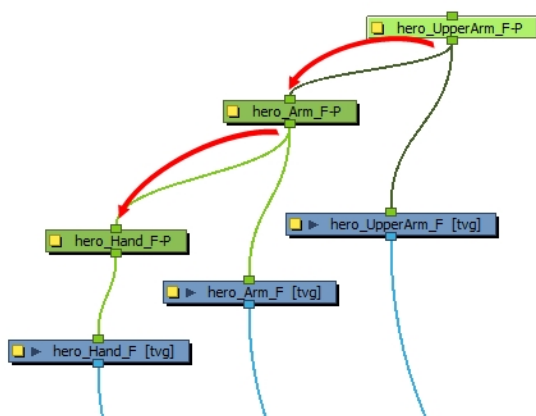 hero_UpperArm_F-P
hero_Arm_F-P
hero_UpperArm_F [tvg]
hero_Hand_F-P
hero_Arm_F [tvg]
hero_Hand_F [tvg]